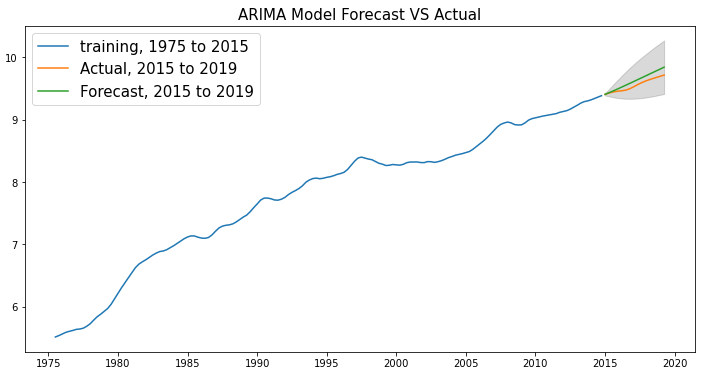 ARIMA Model Forecast VS Actual
training, 1975 to 2015
Actual, 2015 to 2019
Forecast, 2015 to 2019
10
9
8
7
6
1975 1980 1985 1990 1995 2000 2005 2010 2015 2020